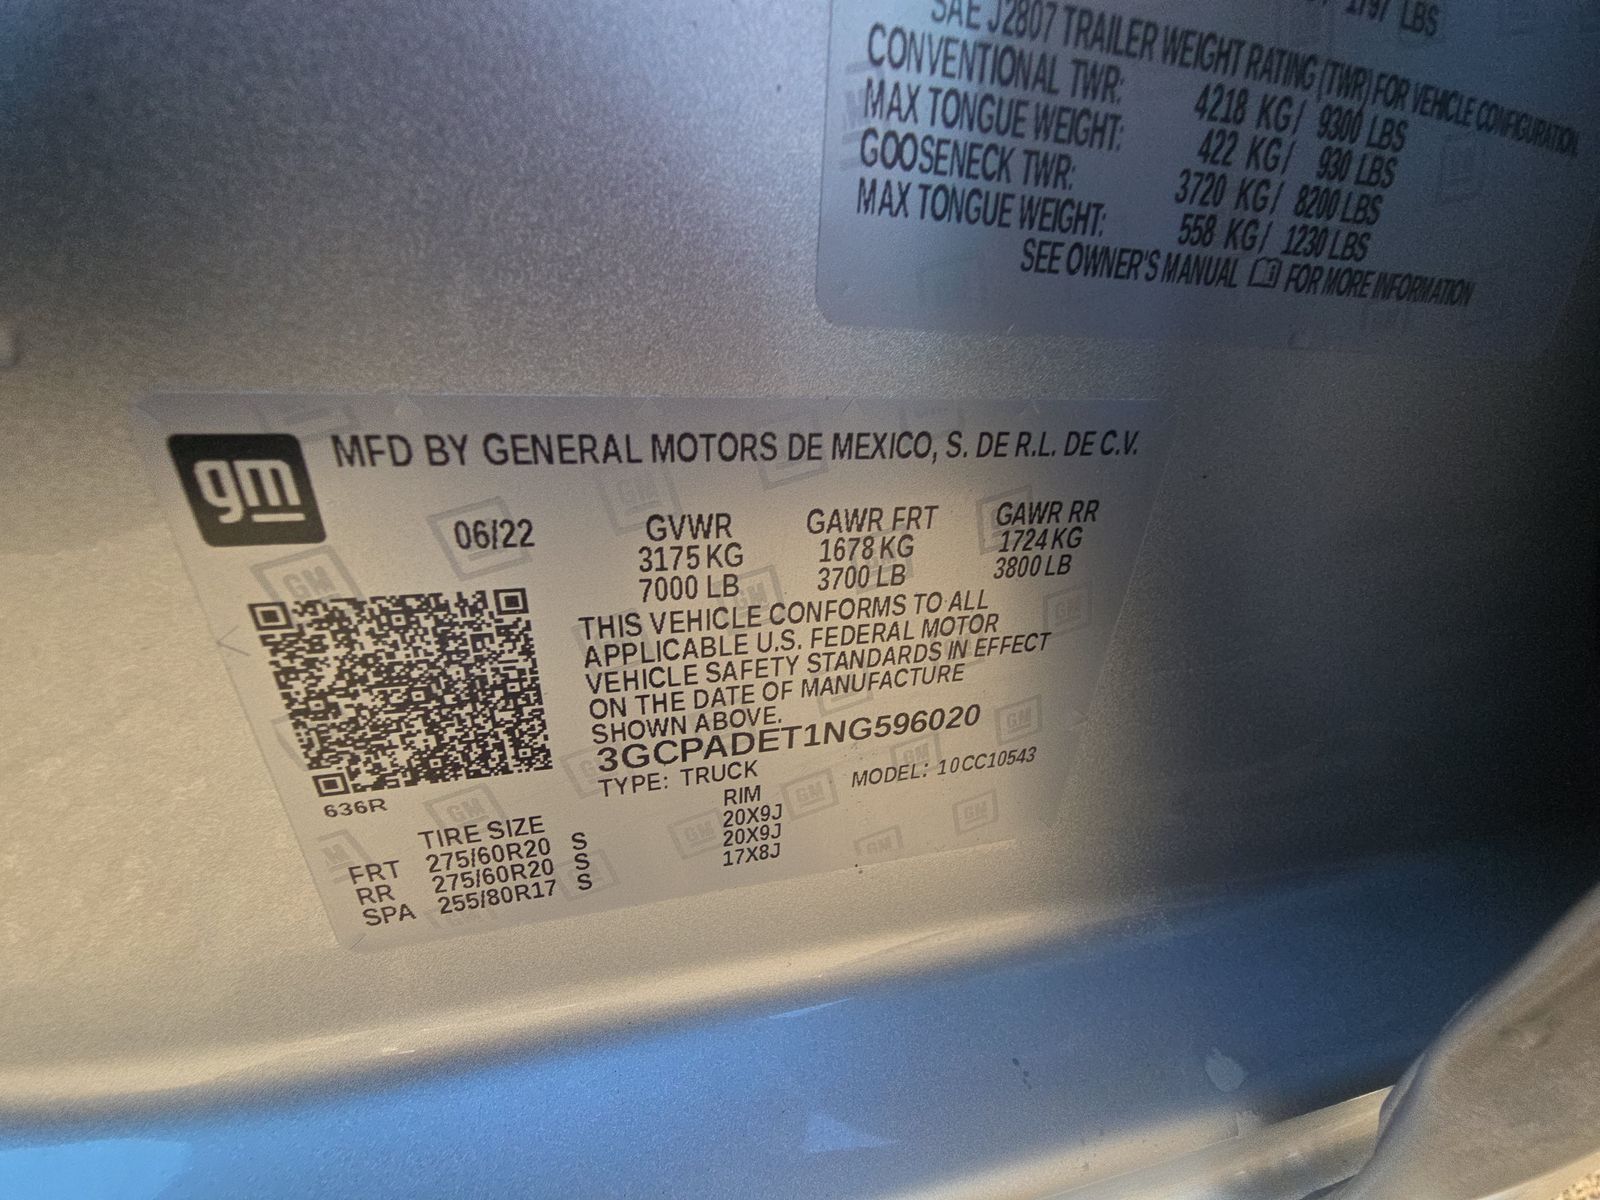 1797 LBS
SAE J2807 TRAILER WEIGHT RATING (TWR) FOR VEHICLE CONFIGURATION
CONVENTIONAL TWR: 4218 KG/ 9300 LBS
MAX TONGUE WEIGHT: 422 KG/ 930 LBS
GOOSENECK TWR: 3720 KG/ 8200 LBS
MAX TONGUE WEIGHT: 558 KG/ 1230 LBS
SEE OWNER'S MANUAL FOR MORE INFORMATION
gm
MFD BY GENERAL MOTORS DE MEXICO, S. DE R.L. DE C.V.
06/22 GVWR GAWR FRT GAWR RR
3175 KG 1678 KG 1724 KG
7000 LB 3700 LB 3800 LB
THIS VEHICLE CONFORMS TO ALL
APPLICABLE U.S. FEDERAL MOTOR
VEHICLE SAFETY STANDARDS IN EFFECT
ON THE DATE OF MANUFACTURE
SHOWN ABOVE.
3GCPADET1NG596020
TYPE: TRUCK MODEL: 10CC10543
636R
TIRE SIZE RIM
FRT 275/60R20 S 20X9J
RR 275/60R20 S 20X9J
SPA 255/80R17 S 17X8J